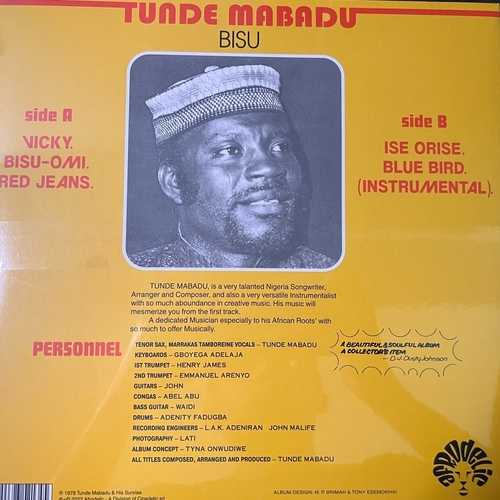 TUNDE MABADU
BISU
side A
VICKY.
BISU-OMI.
RED JEANS.
side B
ISE ORISE.
BLUE BIRD.
(INSTRUMENTAL).
TUNDE MABADU, is a very talanted Nigeria Songwriter,
Arranger and Composer, and also a very versatile Instrumentalist
with so much aboundance in creative music. His music will
mesmerize you from the first track.
A dedicated Musician especially to his African Roots' with
so much to offer Musically.
PERSONNEL
TENOR SAX, MARRAKAS TAMBOREINE VOCALS – TUNDE MABADU
KEYBOARDS – GBOYEGA ADELAJA
IST TRUMPET – HENRY JAMES
2ND TRUMPET – EMMANUEL ARENYO
GUITARS – JOHN
CONGAS – ABEL ABU
BASS GUITAR – WAIDI
DRUMS – ADENITY FADUGBA
RECORDING ENGINEERS – L.A.K. ADENIRAN JOHN MALIFE
PHOTOGRAPHY – LATI
ALBUM CONCEPT – TYNA ONWUDIWE
ALL TITLES COMPOSED, ARRANGED AND PRODUCED – TUNDE MABADU
A BEAUTIFUL & SOULFUL ALBUM
A COLLECTOR'S ITEM
– D.J. Dusty Johnson
℗ 1978 Tunde Mabadu & His Sunrise
Afrodelic
ALBUM DESIGN: